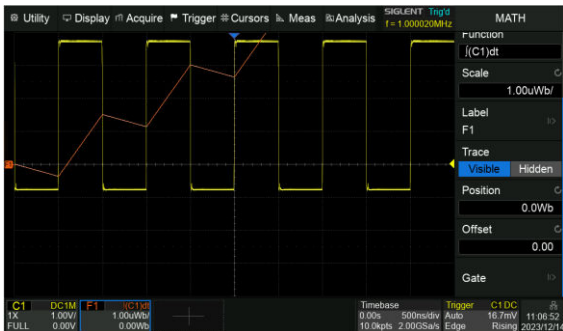 Utility Display Acquire Trigger Cursors Meas Analysis SIGLENT Trig'd
f = 1.000020MHz
MATH
Function
∫(C1)dt
Scale
1.00uWb/
Label
F1
Trace
Visible Hidden
Position
0.0Wb
Offset
0.00
Gate
C1 DC1M F1 ∫(C1)dt Timebase Trigger C1 DC
1X 1.00V/ 1.00uWb/ 0.00s 500ns/div Auto 16.7mV 11:06:52
FULL 0.00V 0.00Wb 10.0kpts 2.00GSa/s Edge Rising 2023/12/14